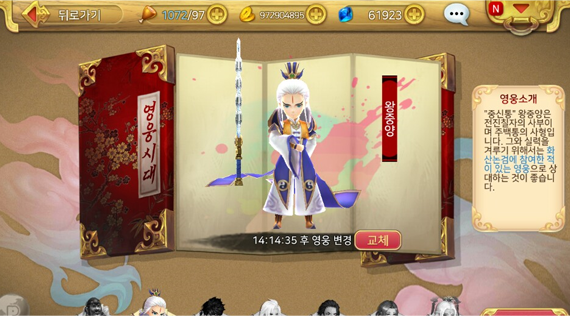 뒤로가기
1072/97
972904895
61923
N
영웅시대
왕중양
영웅소개
"중신통" 왕중양은
전진칠자의 사부이
며 주백통의 사형입
니다. 그와 실력을
겨루기 위해서는 화
산논검에 참여한 적
이 있는 영웅으로 상
대하는 것이 좋습니
다.
14:14:35 후 영웅 변경
교체